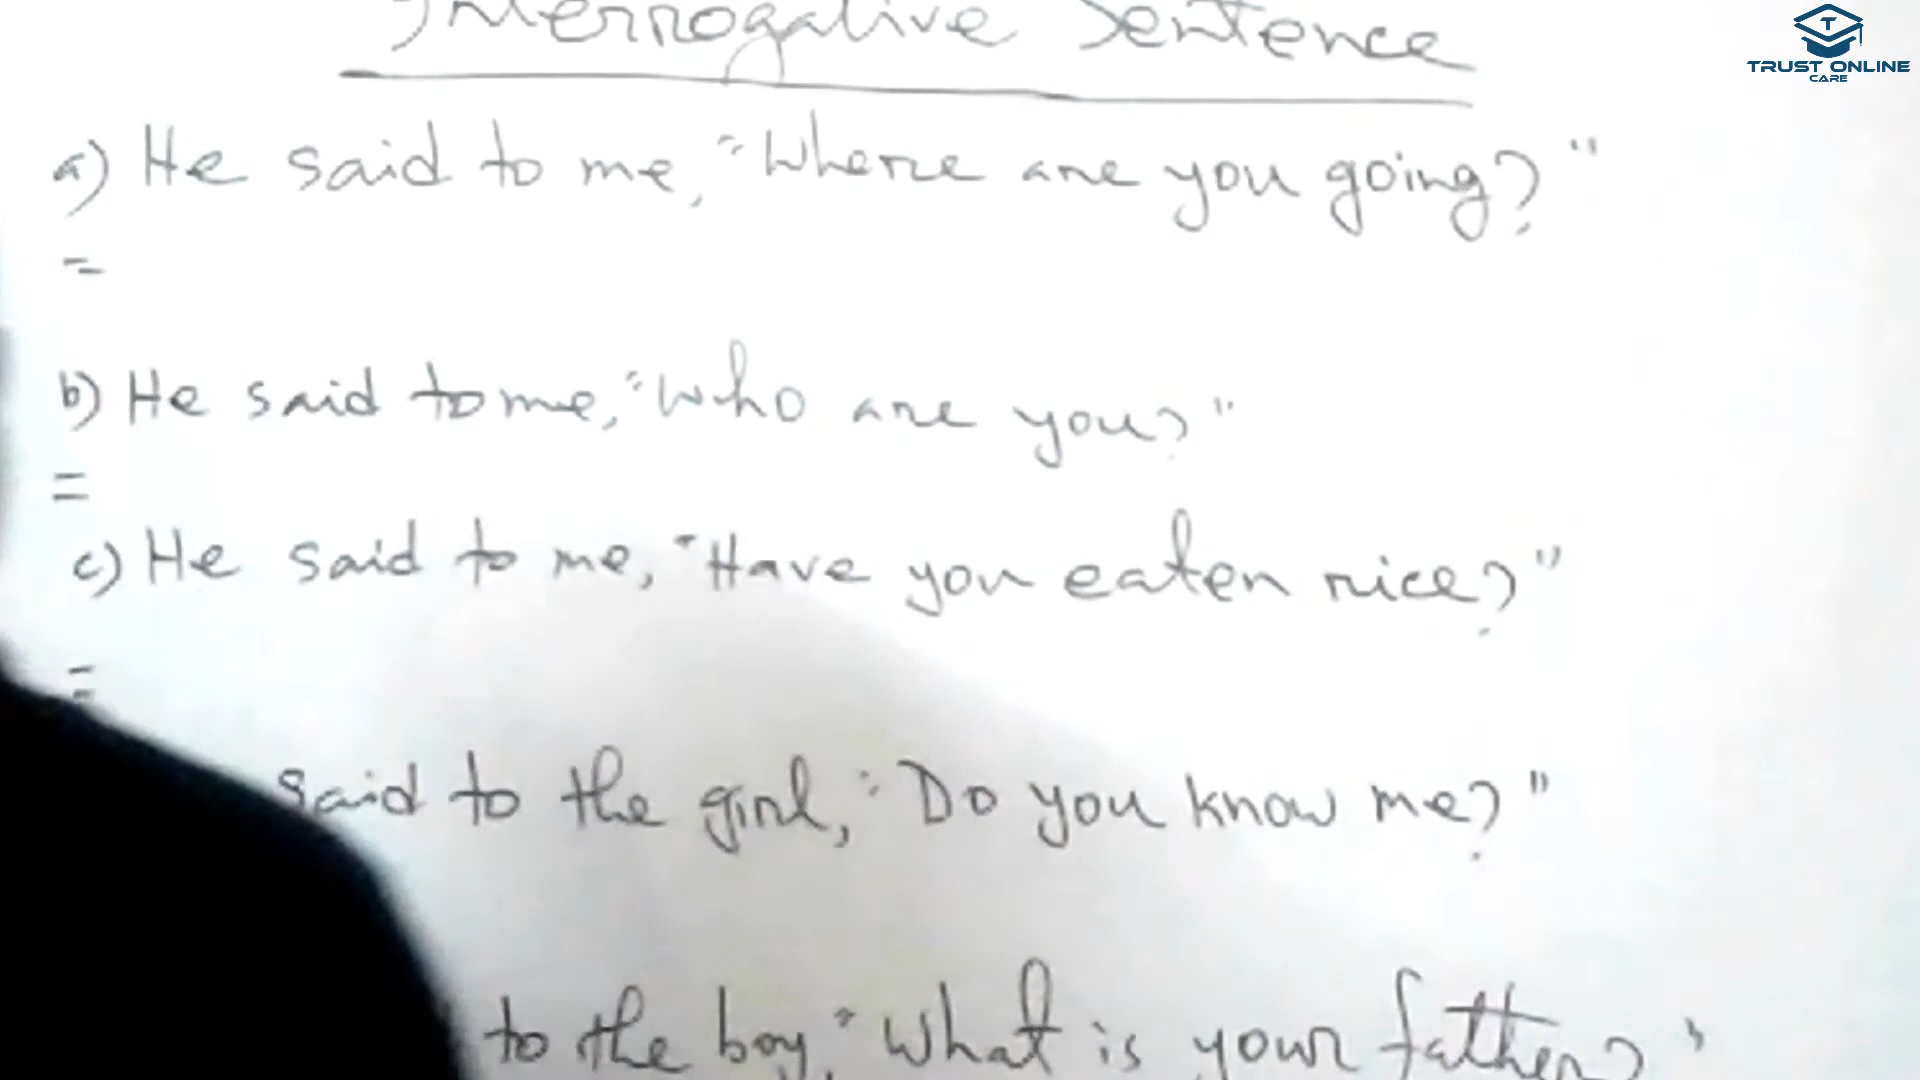 Interrogative Sentence
TRUST ONLINE
CARE
a) He said to me, "Where are you going?"
=
b) He said to me, "Who are you?"
=
c) He said to me, "Have you eaten rice?"
=
said to the girl, "Do you know me?"
to the boy, "What is your father?"